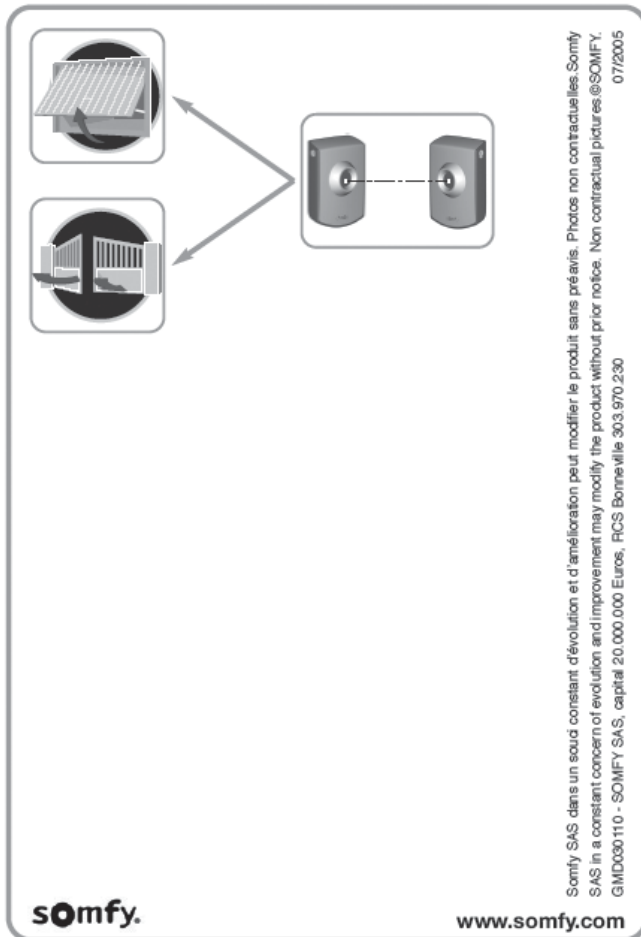 Somfy SAS dans un souci constant d'évolution et d'amélioration peut modifier le produit sans préavis. Photos non contractuelles.Somfy
SAS in a constant concern of evolution and improvement may modify the product without prior notice. Non contractual pictures.©SOMFY.
GMD030110 - SOMFY SAS, capital 20.000.000 Euros, RCS Bonneville 303.970.230 07/2005
somfy.
www.somfy.com